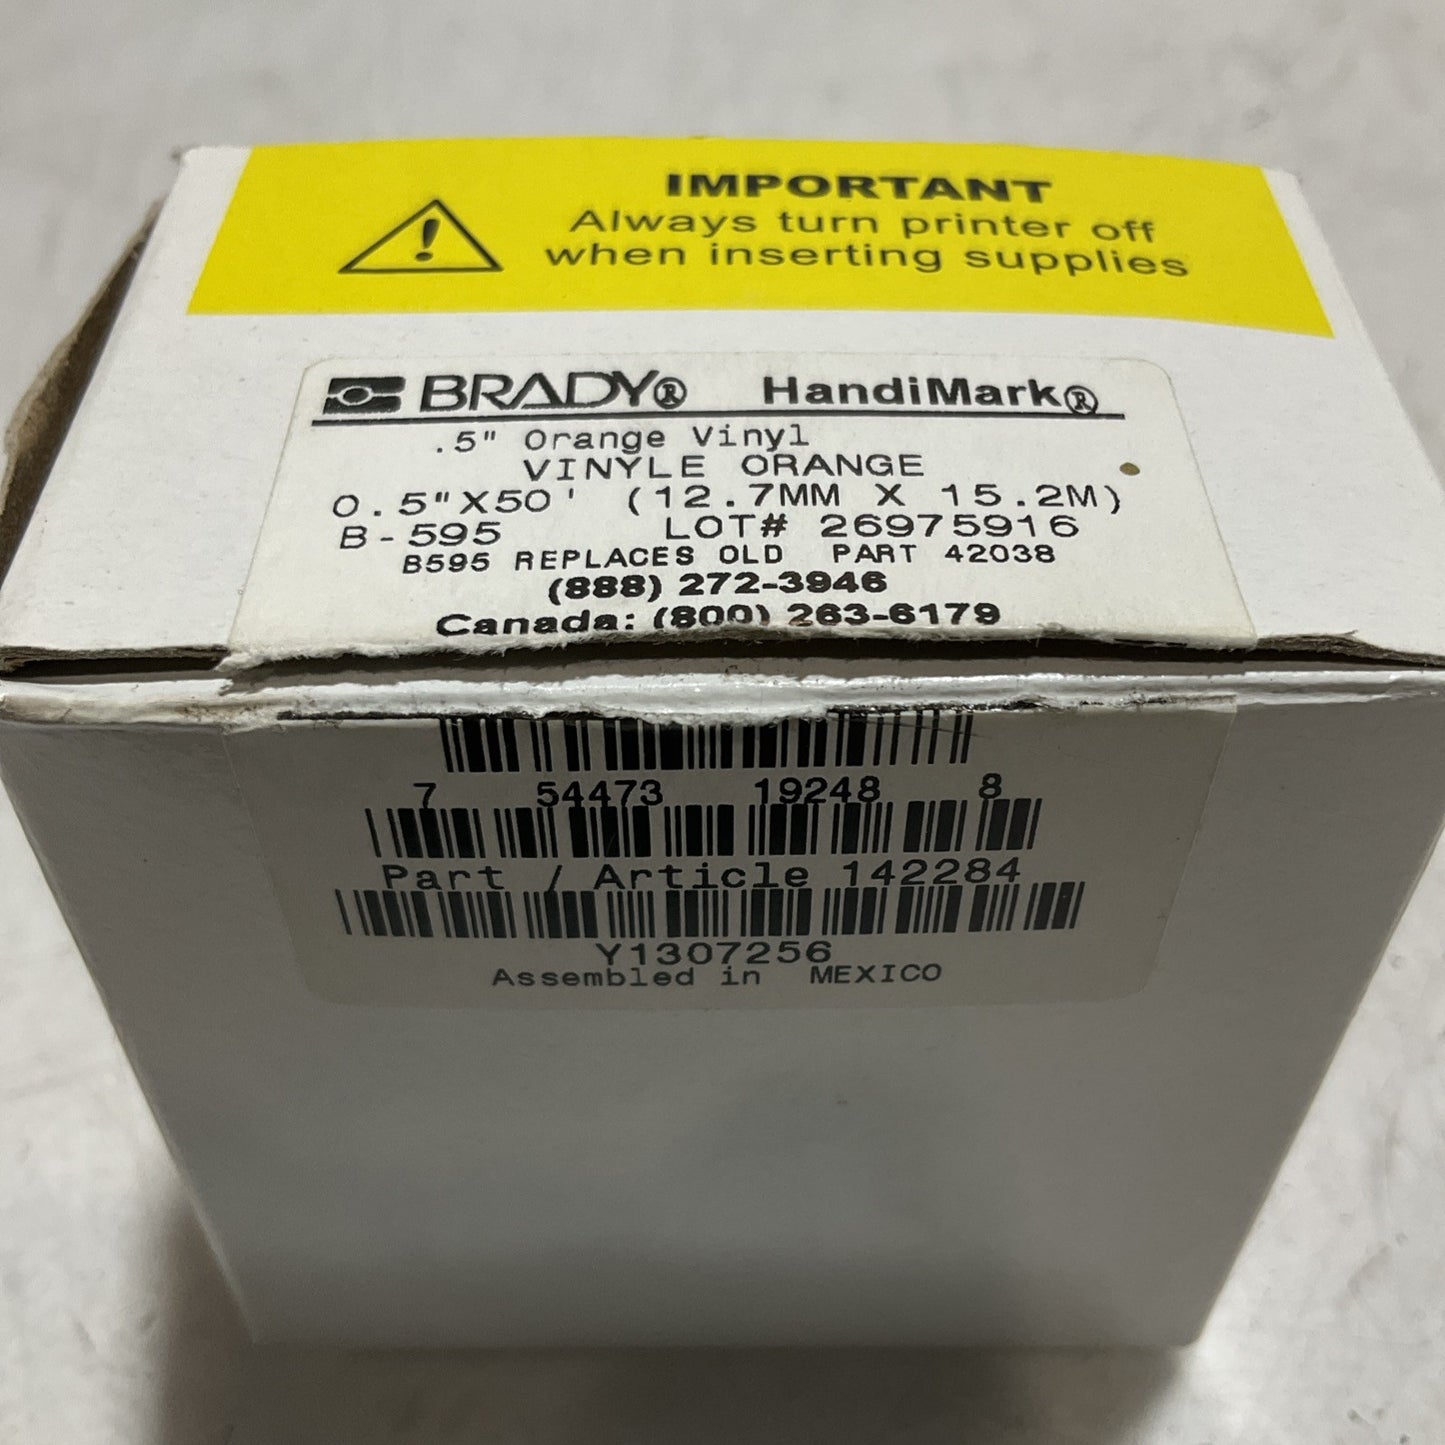 IMPORTANT
Always turn printer off
when inserting supplies
BRADY® HandiMark®
.5" Orange Vinyl
VINYLE ORANGE
0.5"X50' (12.7MM X 15.2M)
B-595 LOT# 26975916
B595 REPLACES OLD PART 42038
(888) 272-3946
Canada: (800) 263-6179
7 54473 19248 8
Part / Article 142284
Y1307256
Assembled in MEXICO